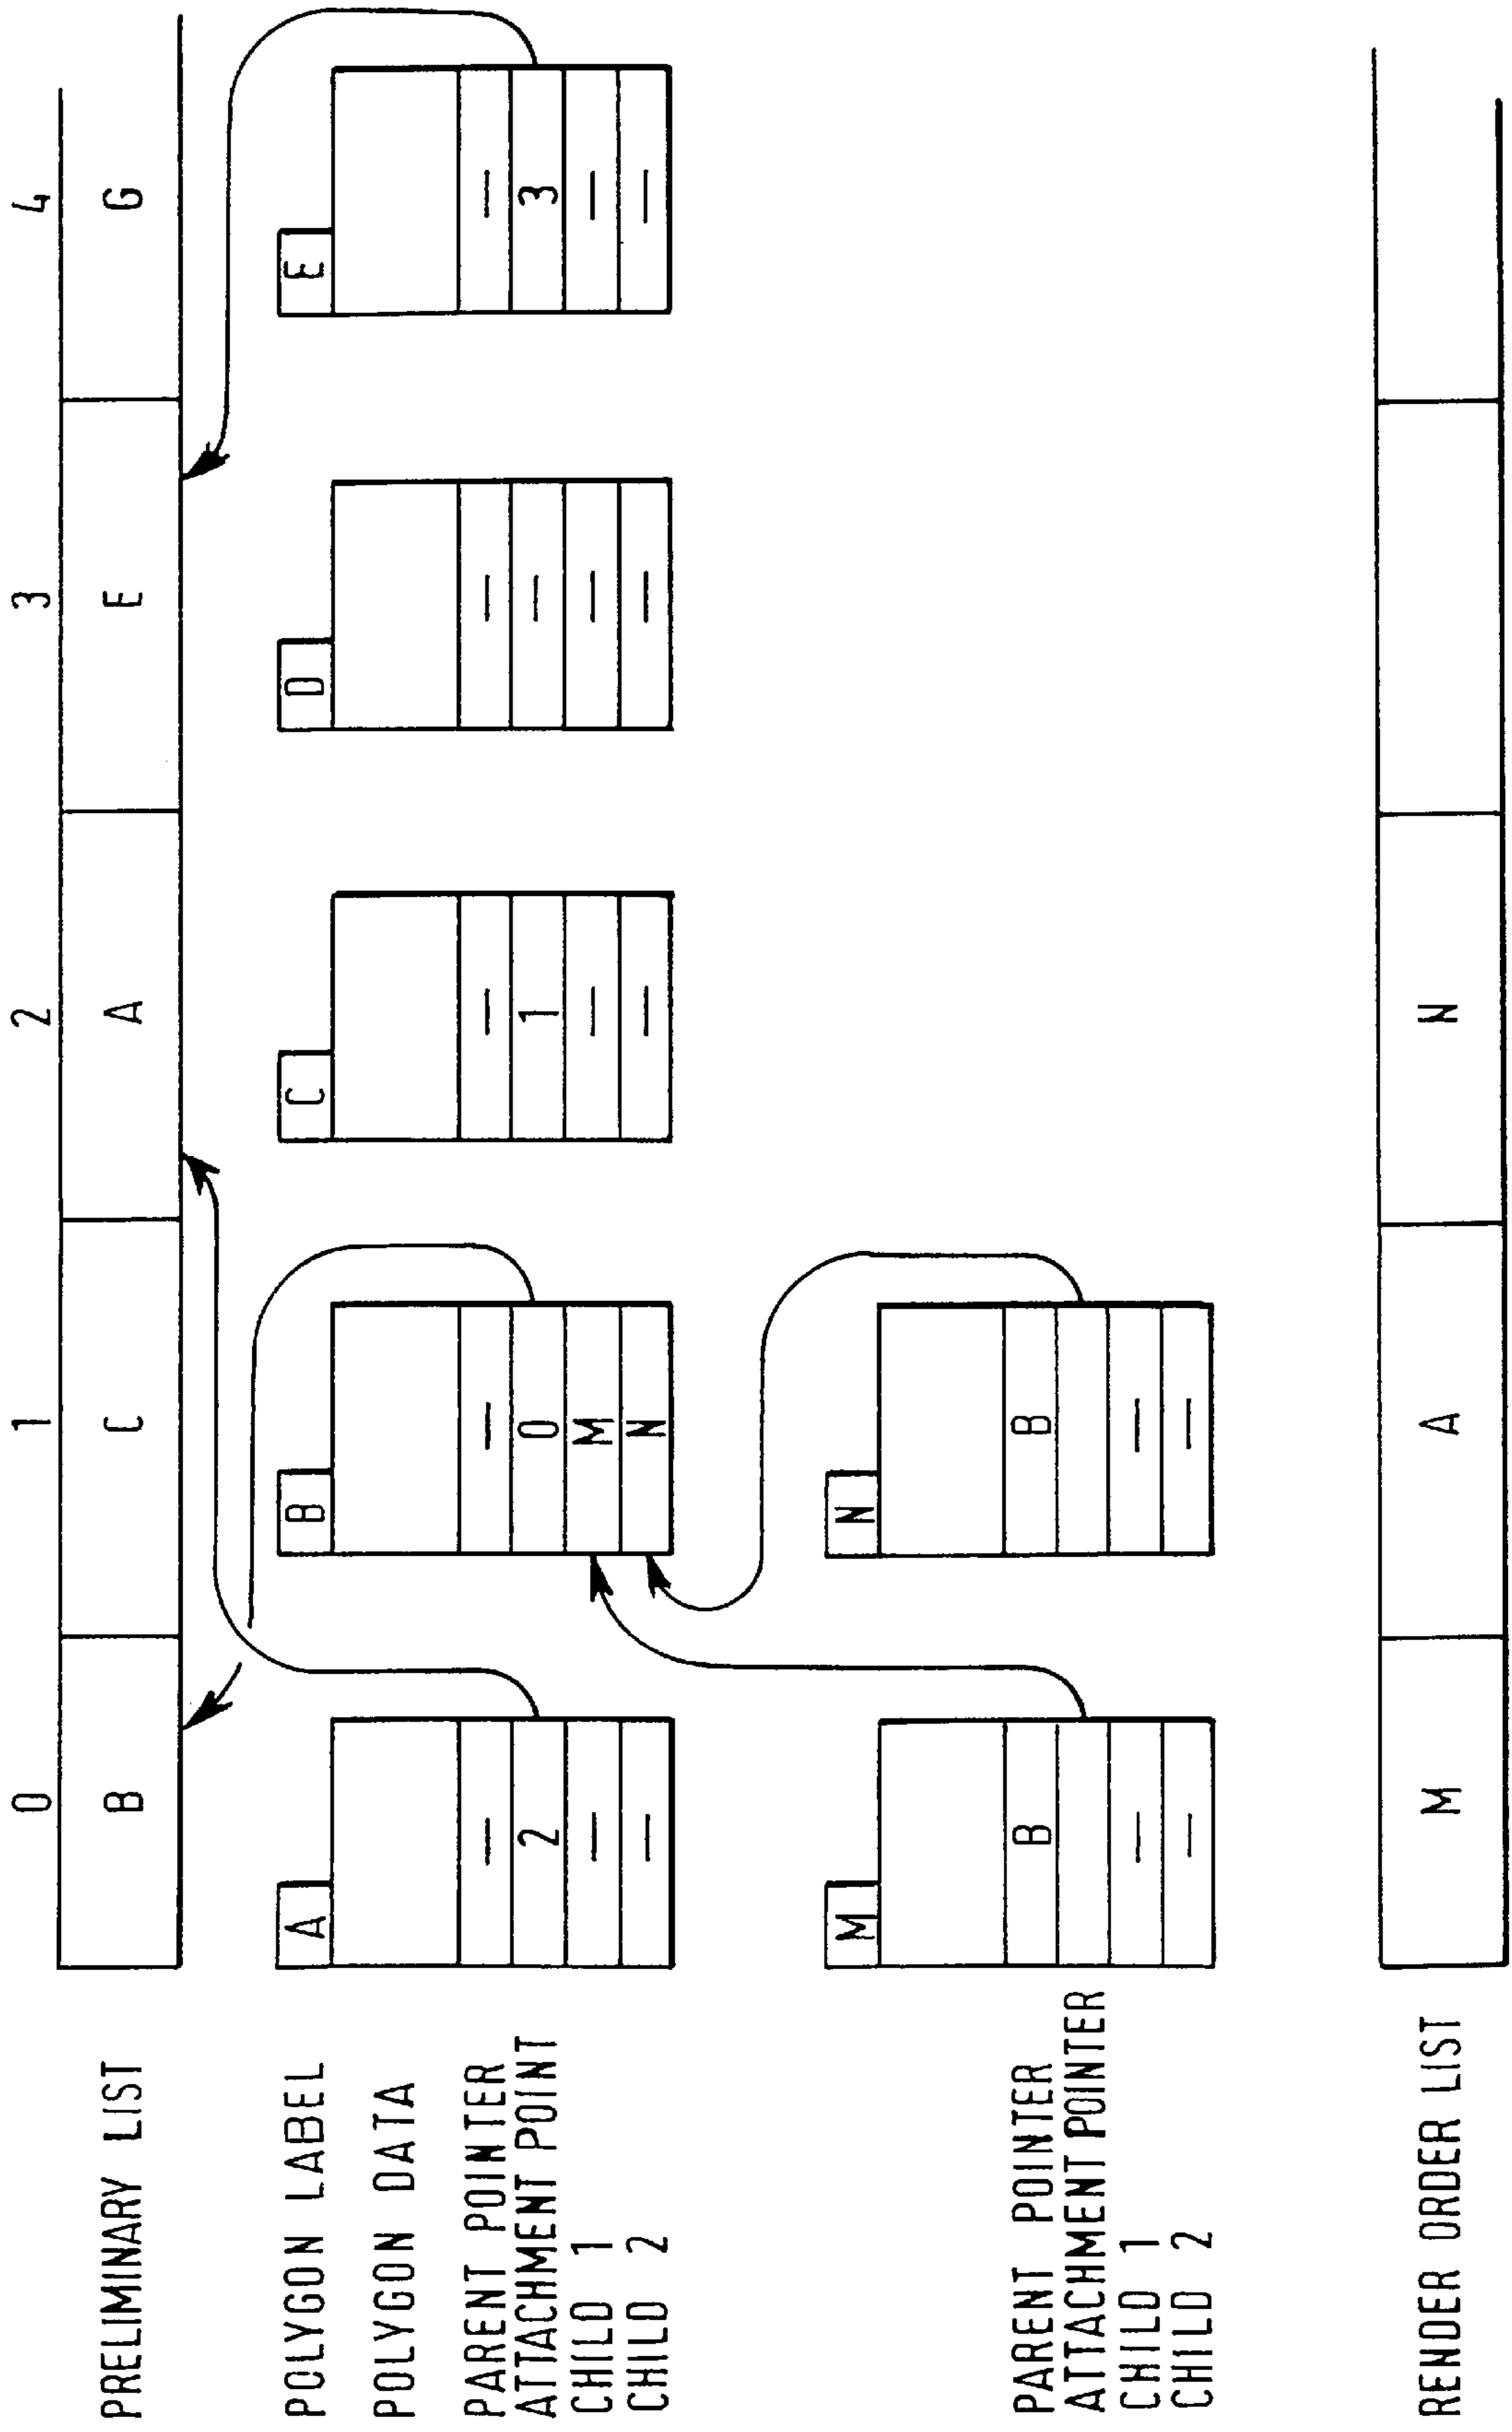 0 1 2 3 4
PRELIMINARY LIST B C A E G
POLYGON LABEL A B C D E
POLYGON DATA
PARENT POINTER — — — — —
ATTACHMENT POINT 2 0 1 — 3
CHILD 1 — M — — —
CHILD 2 — N — — —
M N
PARENT POINTER B B
ATTACHMENT POINTER
CHILD 1 — —
CHILD 2 — —
RENDER ORDER LIST M A N